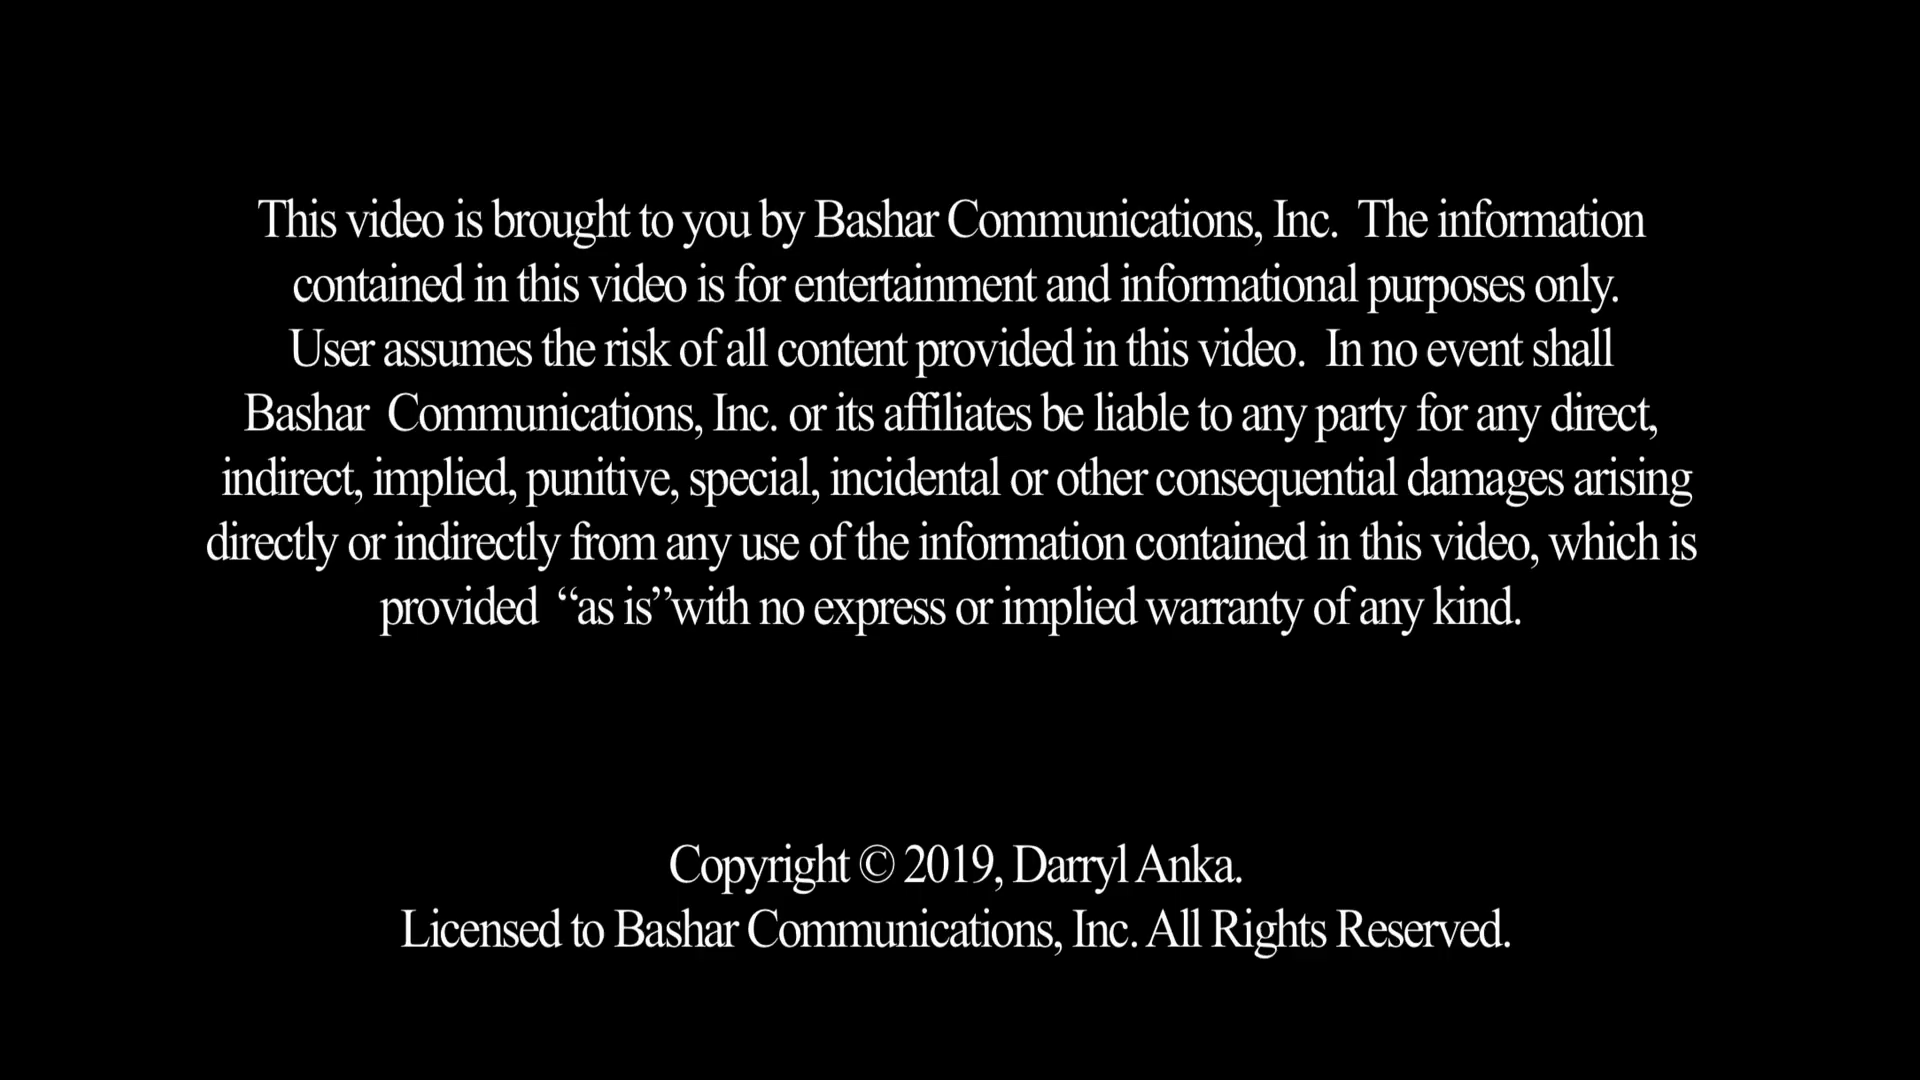 This video is brought to you by Bashar Communications, Inc.  The information
contained in this video is for entertainment and informational purposes only.
User assumes the risk of all content provided in this video.  In no event shall
Bashar  Communications, Inc. or its affiliates be liable to any party for any direct,
indirect, implied, punitive, special, incidental or other consequential damages arising
directly or indirectly from any use of the information contained in this video, which is
provided  “as is”with no express or implied warranty of any kind.
Copyright © 2019, Darryl Anka.
Licensed to Bashar Communications, Inc. All Rights Reserved.